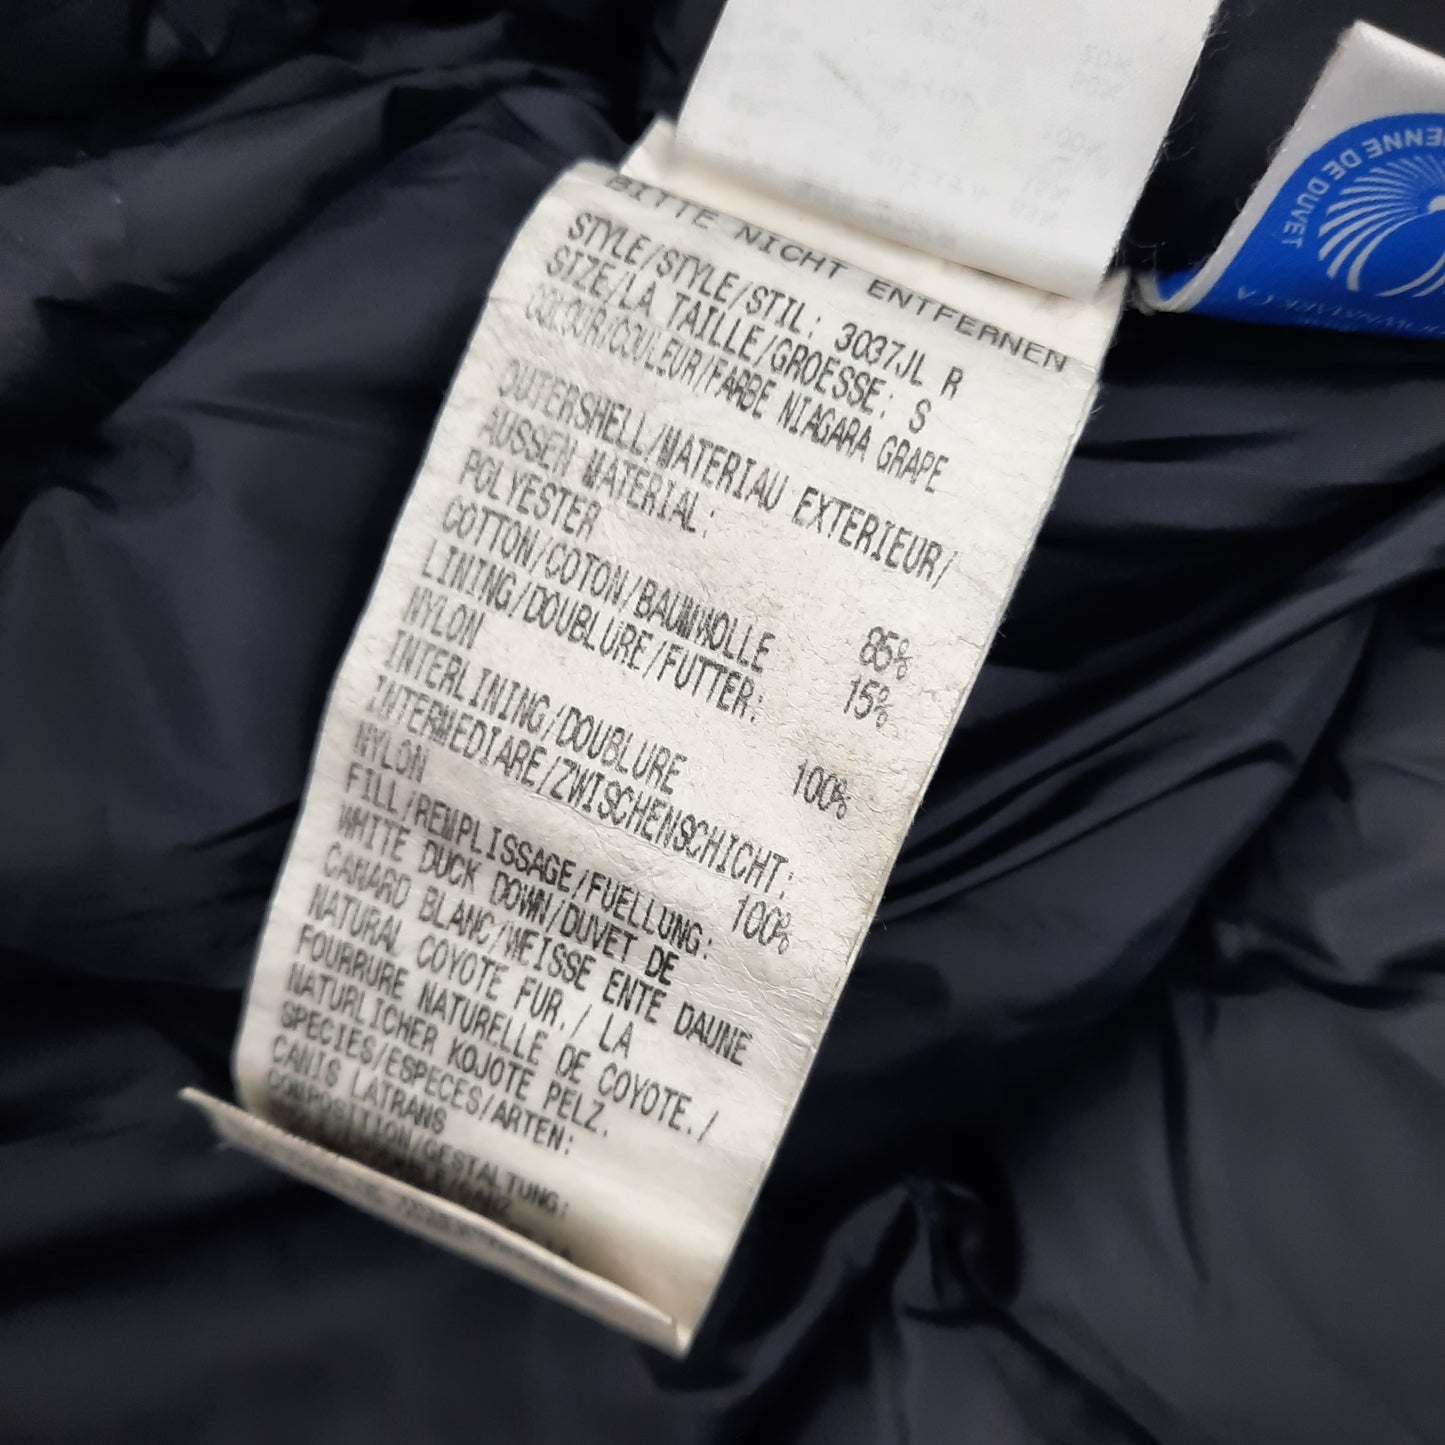 BITTE NICHT ENTFERNEN
STYLE/STYLE/STIL: 3037JL R
SIZE/LA TAILLE/GROESSE: S
COLOUR/COULEUR/FARBE NIAGARA GRAPE
OUTERSHELL/MATERIAU EXTERIEUR/
AUSSEN MATERIAL:
POLYESTER 85%
COTTON/COTON/BAUMWOLLE 15%
LINING/DOUBLURE/FUTTER:
NYLON 100%
INTERLINING/DOUBLURE
INTERMEDIARE/ZWISCHENSCHICHT:
NYLON 100%
FILL/REMPLISSAGE/FUELLUNG:
WHITE DUCK DOWN/DUVET DE
CANARD BLANC/WEISSE ENTE DAUNE
NATURAL COYOTE FUR./ LA
FOURRURE NATURELLE DE COYOTE./
NATURLICHER KOJOTE PELZ.
SPECIES/ESPECES/ARTEN:
CANIS LATRANS
COMPOSITION/GESTALTUNG:
ENNE DE DUVET